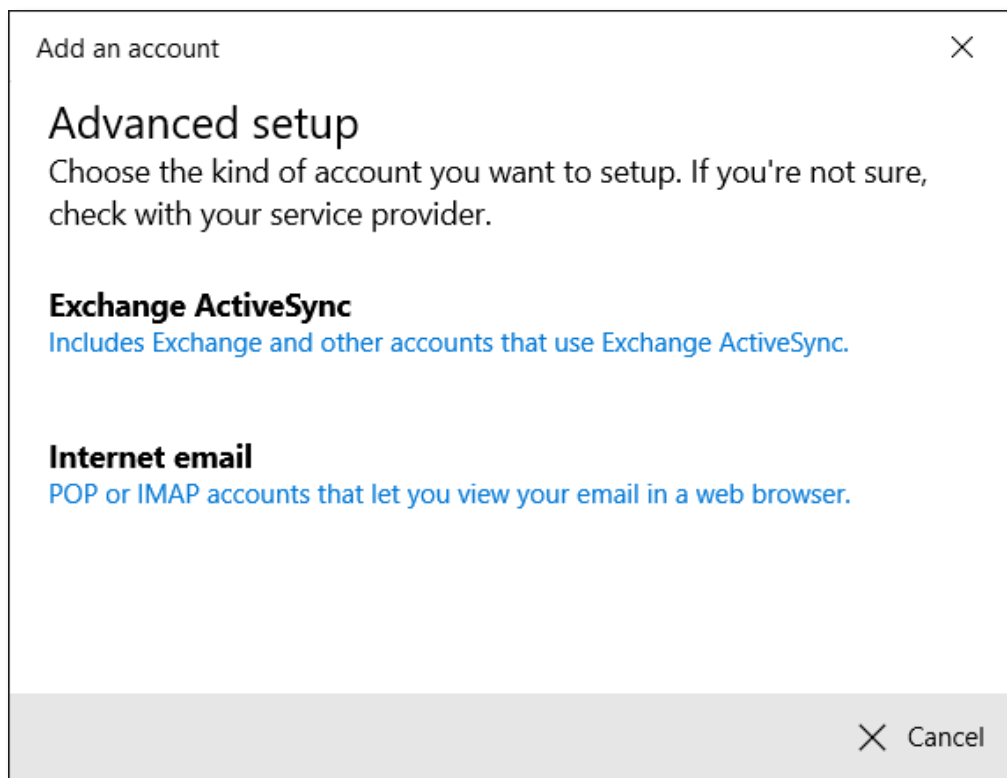 Add an account
Advanced setup
Choose the kind of account you want to setup. If you're not sure,
check with your service provider.
Exchange ActiveSync
Includes Exchange and other accounts that use Exchange ActiveSync.
Internet email
POP or IMAP accounts that let you view your email in a web browser.
Cancel